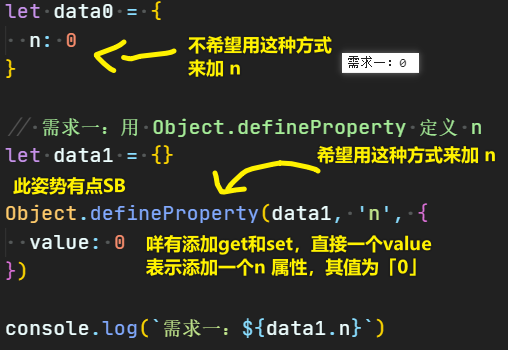 let data0 = {
n: 0
不希望用这种方式
来加 n
需求一：0
}
// 需求一：用 Object.defineProperty 定义 n
let data1 = {}
希望用这种方式来加 n
此姿势有点SB
Object.defineProperty(data1, 'n', {
value: 0
咩有添加get和set，直接一个value
表示添加一个n 属性，其值为「0」
})
console.log(`需求一：${data1.n}`)